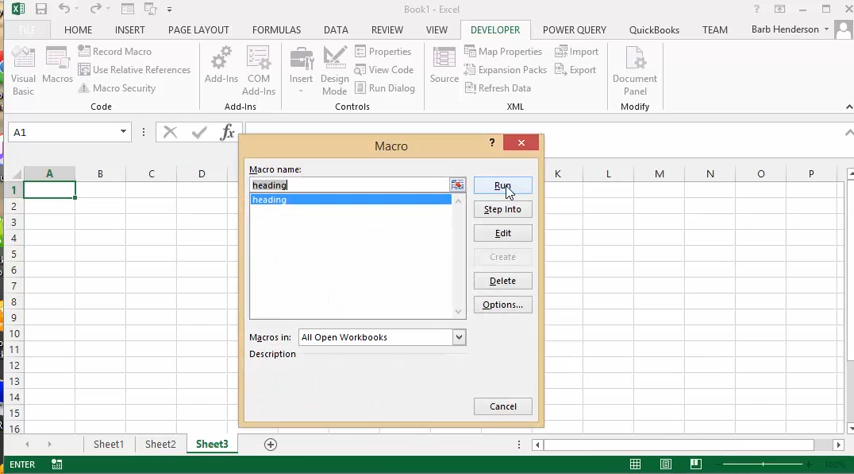 Book1 - Excel
FILE HOME INSERT PAGE LAYOUT FORMULAS DATA REVIEW VIEW DEVELOPER POWER QUERY QuickBooks TEAM Barb Henderson
Visual Basic
Macros
Record Macro
Use Relative References
Macro Security
Code
Add-Ins
COM Add-Ins
Add-Ins
Insert
Design Mode
Properties
View Code
Run Dialog
Controls
Source
Map Properties
Expansion Packs
Refresh Data
Import
Export
XML
Document Panel
Modify
A1
fx
A B C D K L M N O P Q
1
2
3
4
5
6
7
8
9
10
11
12
13
14
15
16
Macro
?
Macro name:
heading
heading
Run
Step Into
Edit
Create
Delete
Options...
Macros in: All Open Workbooks
Description
Cancel
Sheet1 Sheet2 Sheet3
ENTER